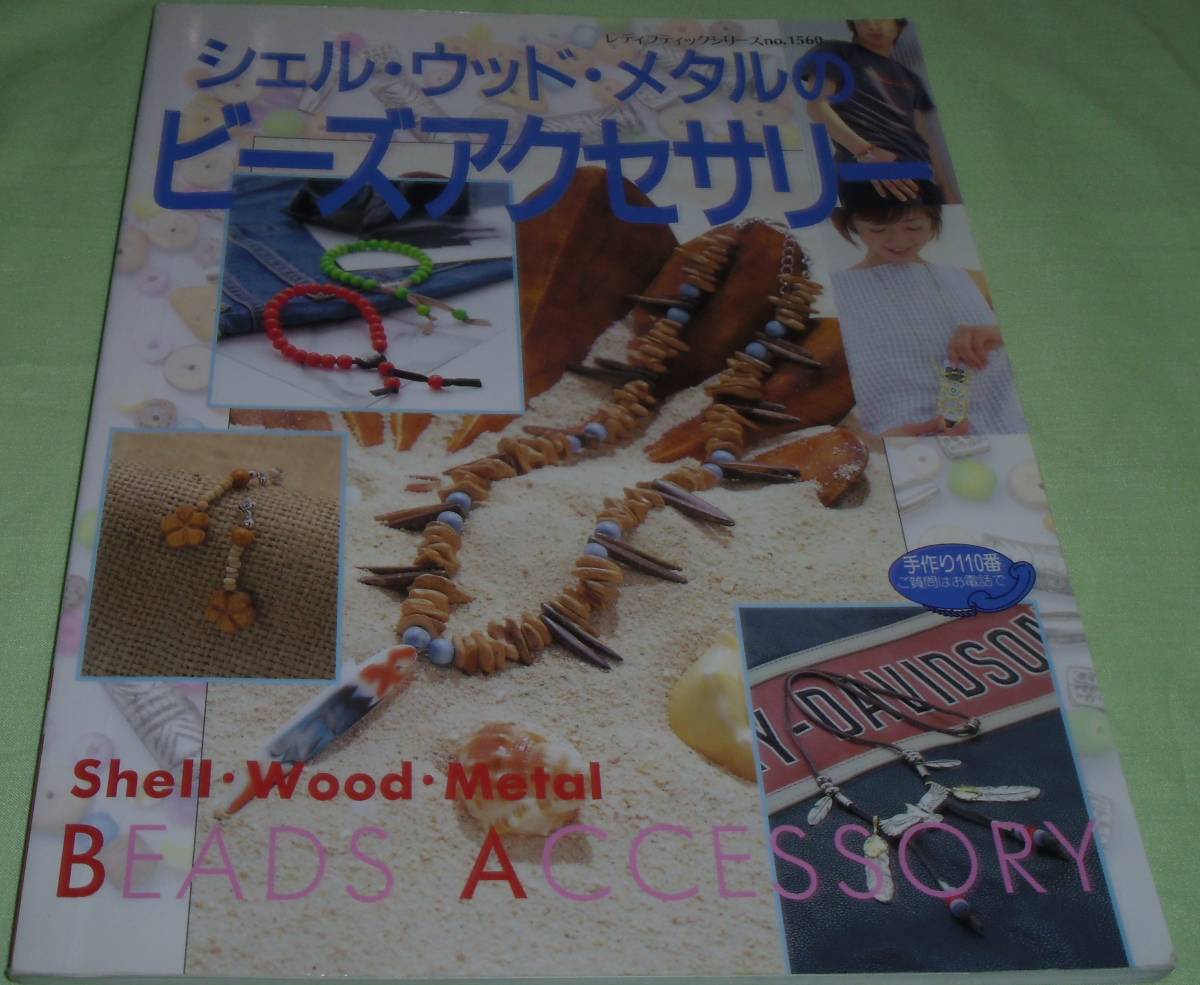 レディブティックシリーズno.1560
シェル・ウッド・メタルの
ビーズアクセサリー
手作り110番
ご質問はお電話で
Y-DAVIDSON
Shell・Wood・Metal
BEADS ACCESSORY